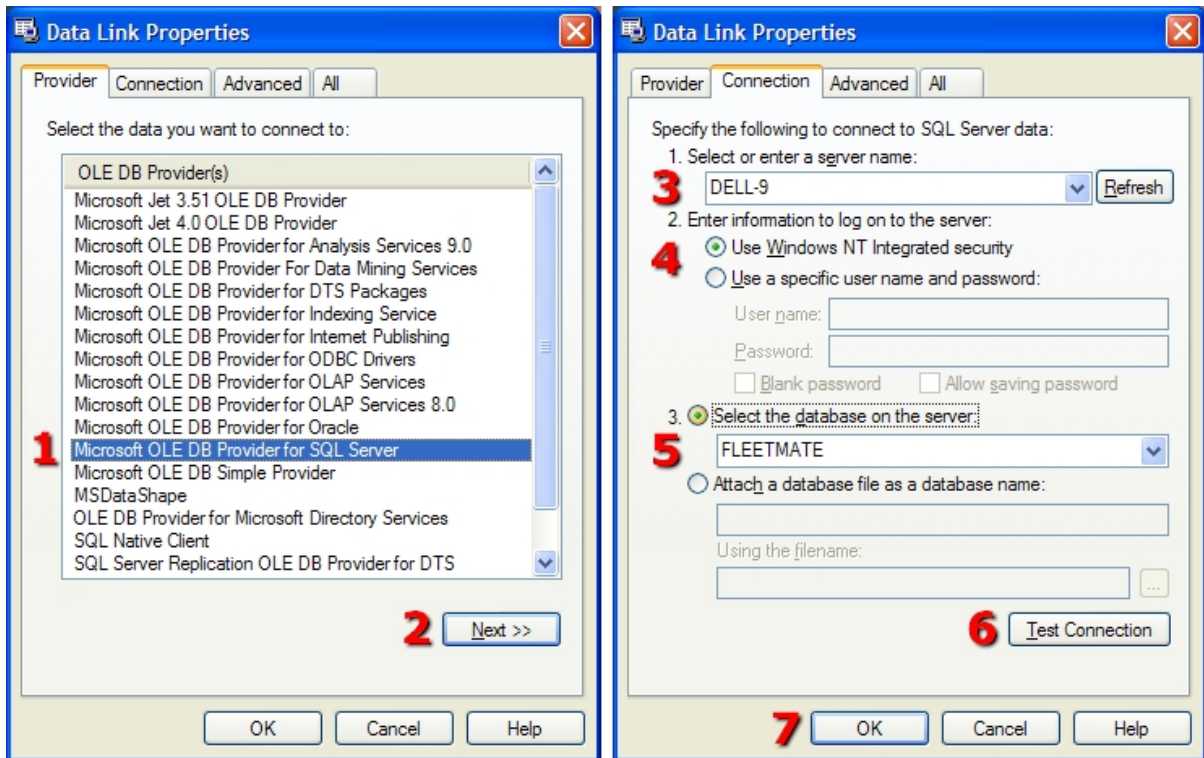 Data Link Properties
Provider Connection Advanced All
Select the data you want to connect to:
OLE DB Provider(s)
Microsoft Jet 3.51 OLE DB Provider
Microsoft Jet 4.0 OLE DB Provider
Microsoft OLE DB Provider for Analysis Services 9.0
Microsoft OLE DB Provider For Data Mining Services
Microsoft OLE DB Provider for DTS Packages
Microsoft OLE DB Provider for Indexing Service
Microsoft OLE DB Provider for Internet Publishing
Microsoft OLE DB Provider for ODBC Drivers
Microsoft OLE DB Provider for OLAP Services
Microsoft OLE DB Provider for OLAP Services 8.0
Microsoft OLE DB Provider for Oracle
1 Microsoft OLE DB Provider for SQL Server
Microsoft OLE DB Simple Provider
MSDataShape
OLE DB Provider for Microsoft Directory Services
SQL Native Client
SQL Server Replication OLE DB Provider for DTS
2 Next >>
OK Cancel Help
Data Link Properties
Provider Connection Advanced All
Specify the following to connect to SQL Server data:
1. Select or enter a server name:
3 DELL-9 Refresh
2. Enter information to log on to the server:
4 Use Windows NT Integrated security
Use a specific user name and password:
User name:
Password:
Blank password Allow saving password
3. Select the database on the server:
5 FLEETMATE
Attach a database file as a database name:
Using the filename:
...
6 Test Connection
7 OK Cancel Help